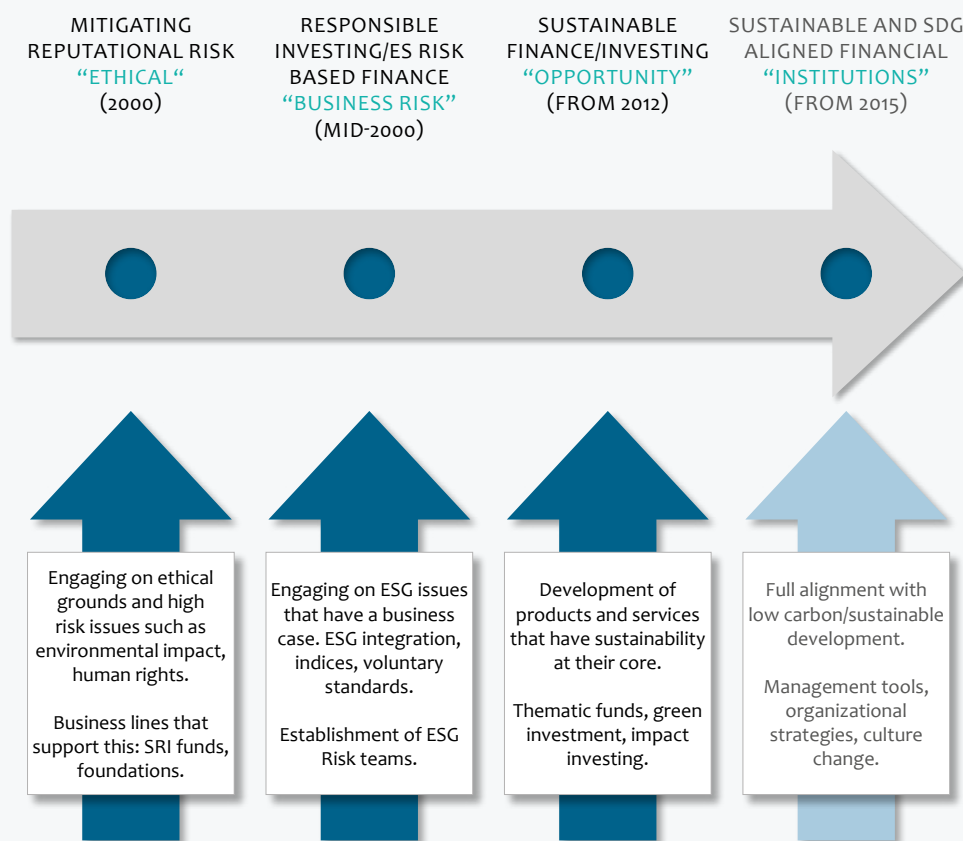 MITIGATING
REPUTATIONAL RISK
“ETHICAL“
(2000)
RESPONSIBLE
INVESTING/ES RISK
BASED FINANCE
“BUSINESS RISK”
(MID-2000)
SUSTAINABLE
FINANCE/INVESTING
“OPPORTUNITY”
(FROM 2012)
SUSTAINABLE AND SDG
ALIGNED FINANCIAL
“INSTITUTIONS”
(FROM 2015)
Engaging on ethical
grounds and high
risk issues such as
environmental impact,
human rights.
Business lines that
support this: SRI funds,
foundations.
Engaging on ESG issues
that have a business
case. ESG integration,
indices, voluntary
standards.
Establishment of ESG
Risk teams.
Development of
products and services
that have sustainability
at their core.
Thematic funds, green
investment, impact
investing.
Full alignment with
low carbon/sustainable
development.
Management tools,
organizational
strategies, culture
change.